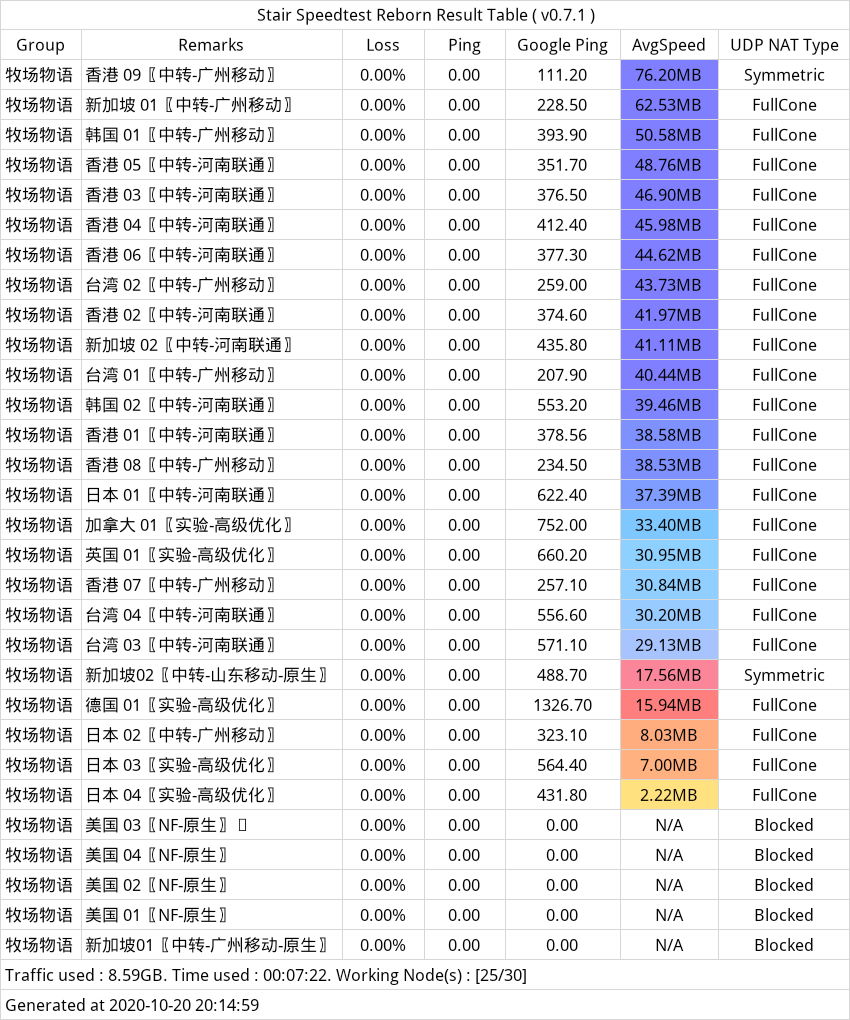 Stair Speedtest Reborn Result Table ( v0.7.1 )
Group Remarks Loss Ping Google Ping AvgSpeed UDP NAT Type
牧场物语 香港 09〖中转-广州移动〗 0.00% 0.00 111.20 76.20MB Symmetric
牧场物语 新加坡 01〖中转-广州移动〗 0.00% 0.00 228.50 62.53MB FullCone
牧场物语 韩国 01〖中转-广州移动〗 0.00% 0.00 393.90 50.58MB FullCone
牧场物语 香港 05〖中转-河南联通〗 0.00% 0.00 351.70 48.76MB FullCone
牧场物语 香港 03〖中转-河南联通〗 0.00% 0.00 376.50 46.90MB FullCone
牧场物语 香港 04〖中转-河南联通〗 0.00% 0.00 412.40 45.98MB FullCone
牧场物语 香港 06〖中转-河南联通〗 0.00% 0.00 377.30 44.62MB FullCone
牧场物语 台湾 02〖中转-广州移动〗 0.00% 0.00 259.00 43.73MB FullCone
牧场物语 香港 02〖中转-河南联通〗 0.00% 0.00 374.60 41.97MB FullCone
牧场物语 新加坡 02〖中转-河南联通〗 0.00% 0.00 435.80 41.11MB FullCone
牧场物语 台湾 01〖中转-广州移动〗 0.00% 0.00 207.90 40.44MB FullCone
牧场物语 韩国 02〖中转-河南联通〗 0.00% 0.00 553.20 39.46MB FullCone
牧场物语 香港 01〖中转-河南联通〗 0.00% 0.00 378.56 38.58MB FullCone
牧场物语 香港 08〖中转-广州移动〗 0.00% 0.00 234.50 38.53MB FullCone
牧场物语 日本 01〖中转-河南联通〗 0.00% 0.00 622.40 37.39MB FullCone
牧场物语 加拿大 01〖实验-高级优化〗 0.00% 0.00 752.00 33.40MB FullCone
牧场物语 英国 01〖实验-高级优化〗 0.00% 0.00 660.20 30.95MB FullCone
牧场物语 香港 07〖中转-广州移动〗 0.00% 0.00 257.10 30.84MB FullCone
牧场物语 台湾 04〖中转-河南联通〗 0.00% 0.00 556.60 30.20MB FullCone
牧场物语 台湾 03〖中转-河南联通〗 0.00% 0.00 571.10 29.13MB FullCone
牧场物语 新加坡02〖中转-山东移动-原生〗 0.00% 0.00 488.70 17.56MB Symmetric
牧场物语 德国 01〖实验-高级优化〗 0.00% 0.00 1326.70 15.94MB FullCone
牧场物语 日本 02〖中转-广州移动〗 0.00% 0.00 323.10 8.03MB FullCone
牧场物语 日本 03〖实验-高级优化〗 0.00% 0.00 564.40 7.00MB FullCone
牧场物语 日本 04〖实验-高级优化〗 0.00% 0.00 431.80 2.22MB FullCone
牧场物语 美国 03〖NF-原生〗 0.00% 0.00 0.00 N/A Blocked
牧场物语 美国 04〖NF-原生〗 0.00% 0.00 0.00 N/A Blocked
牧场物语 美国 02〖NF-原生〗 0.00% 0.00 0.00 N/A Blocked
牧场物语 美国 01〖NF-原生〗 0.00% 0.00 0.00 N/A Blocked
牧场物语 新加坡01〖中转-广州移动-原生〗 0.00% 0.00 0.00 N/A Blocked
Traffic used : 8.59GB. Time used : 00:07:22. Working Node(s) : [25/30]
Generated at 2020-10-20 20:14:59